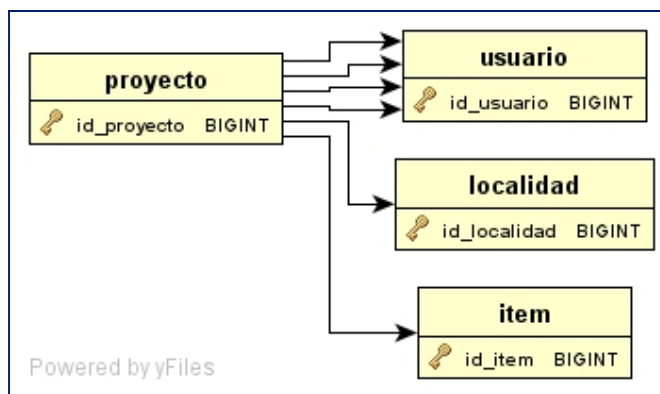 proyecto
id_proyecto BIGINT
usuario
id_usuario BIGINT
localidad
id_localidad BIGINT
item
id_item BIGINT
Powered by yFiles